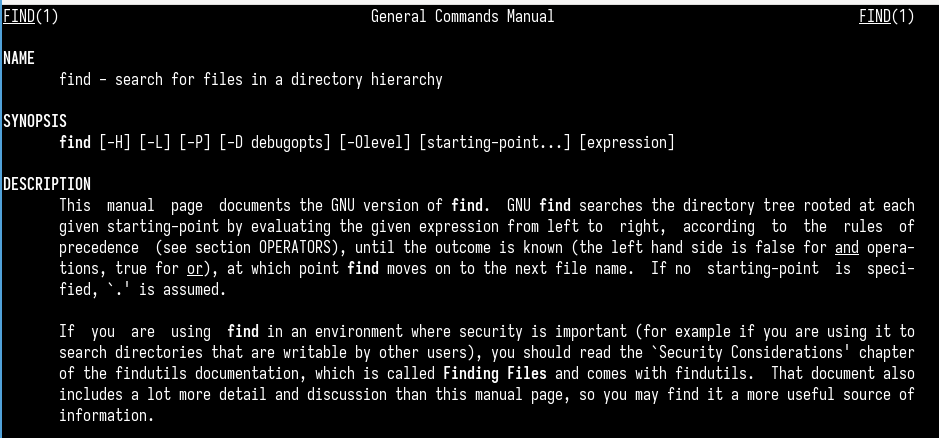 FIND(1) General Commands Manual FIND(1)
NAME
find - search for files in a directory hierarchy
SYNOPSIS
find [-H] [-L] [-P] [-D debugopts] [-Olevel] [starting-point...] [expression]
DESCRIPTION
This manual page documents the GNU version of find. GNU find searches the directory tree rooted at each
given starting-point by evaluating the given expression from left to right, according to the rules of
precedence (see section OPERATORS), until the outcome is known (the left hand side is false for and opera-
tions, true for or), at which point find moves on to the next file name. If no starting-point is speci-
fied, `.' is assumed.
If you are using find in an environment where security is important (for example if you are using it to
search directories that are writable by other users), you should read the `Security Considerations' chapter
of the findutils documentation, which is called Finding Files and comes with findutils. That document also
includes a lot more detail and discussion than this manual page, so you may find it a more useful source of
information.